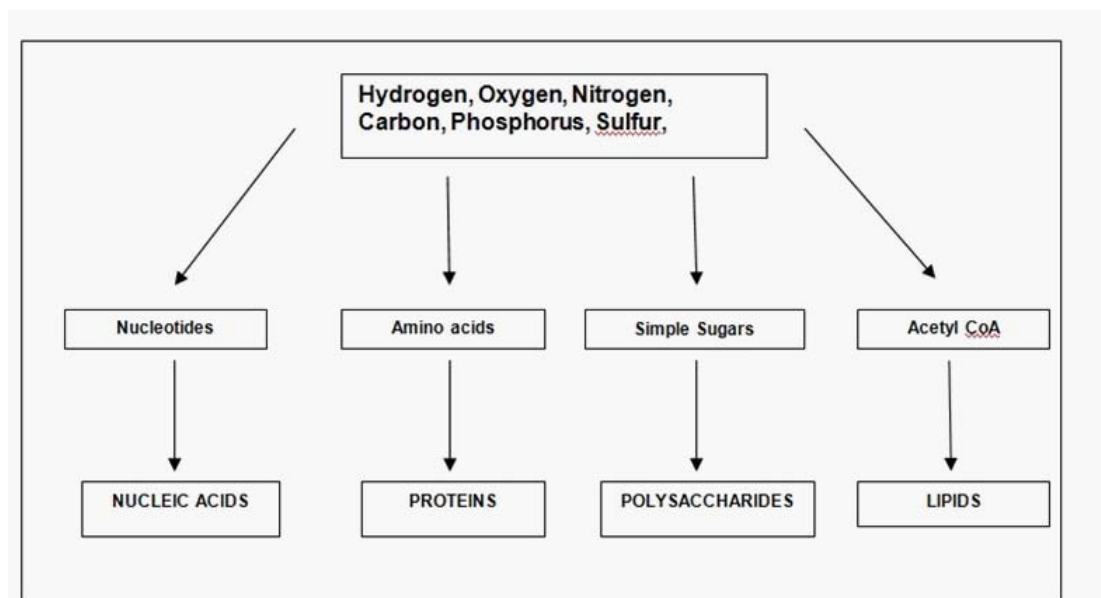 Hydrogen, Oxygen, Nitrogen,
Carbon, Phosphorus, Sulfur,
Nucleotides
Amino acids
Simple Sugars
Acetyl CoA
NUCLEIC ACIDS
PROTEINS
POLYSACCHARIDES
LIPIDS